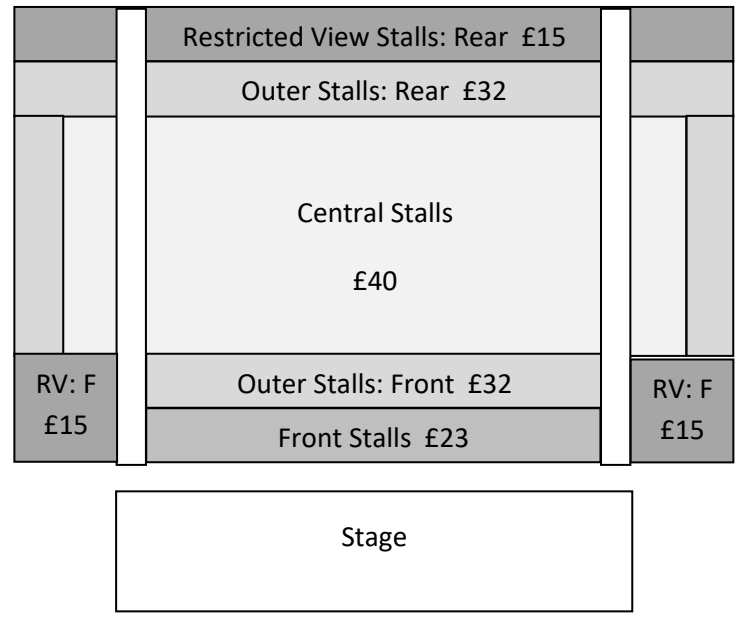 Restricted View Stalls: Rear £15
Outer Stalls: Rear £32
Central Stalls
£40
RV: F
£15
Outer Stalls: Front £32
Front Stalls £23
RV: F
£15
Stage